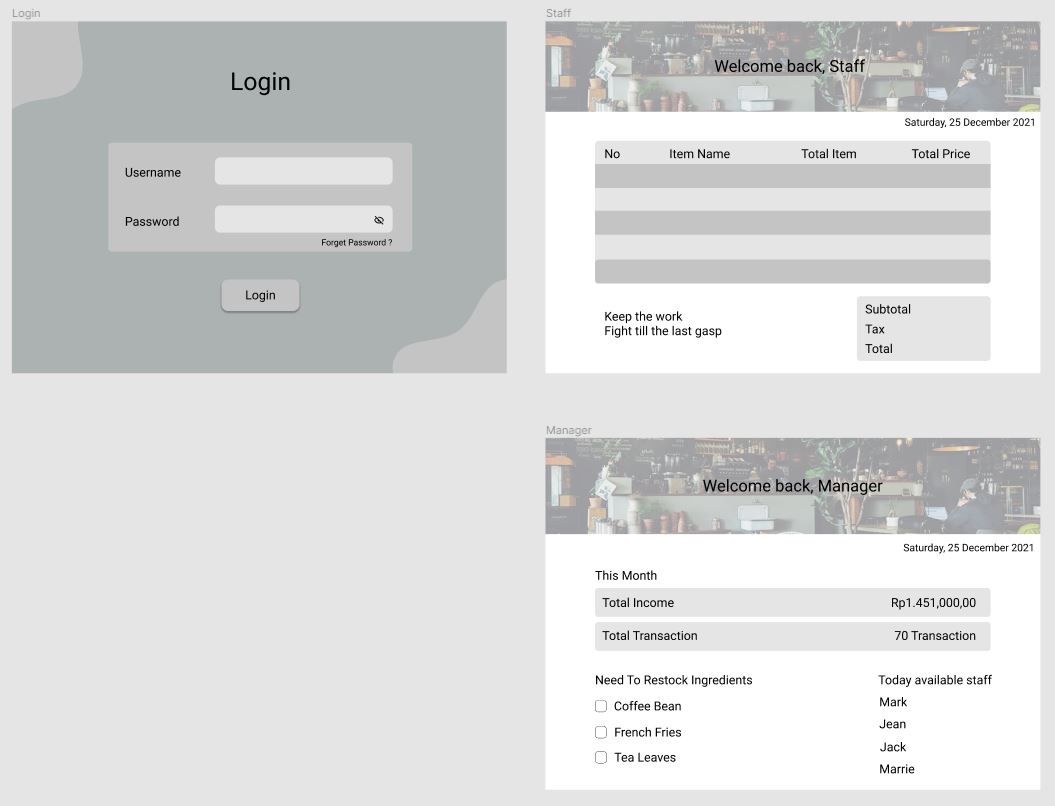 Login
Login
Username
Password
Forget Password ?
Login
Staff
Welcome back, Staff
Saturday, 25 December 2021
No Item Name Total Item Total Price
Keep the work
Fight till the last gasp
Subtotal
Tax
Total
Manager
Welcome back, Manager
Saturday, 25 December 2021
This Month
Total Income Rp1.451,000,00
Total Transaction 70 Transaction
Need To Restock Ingredients
Coffee Bean
French Fries
Tea Leaves
Today available staff
Mark
Jean
Jack
Marrie